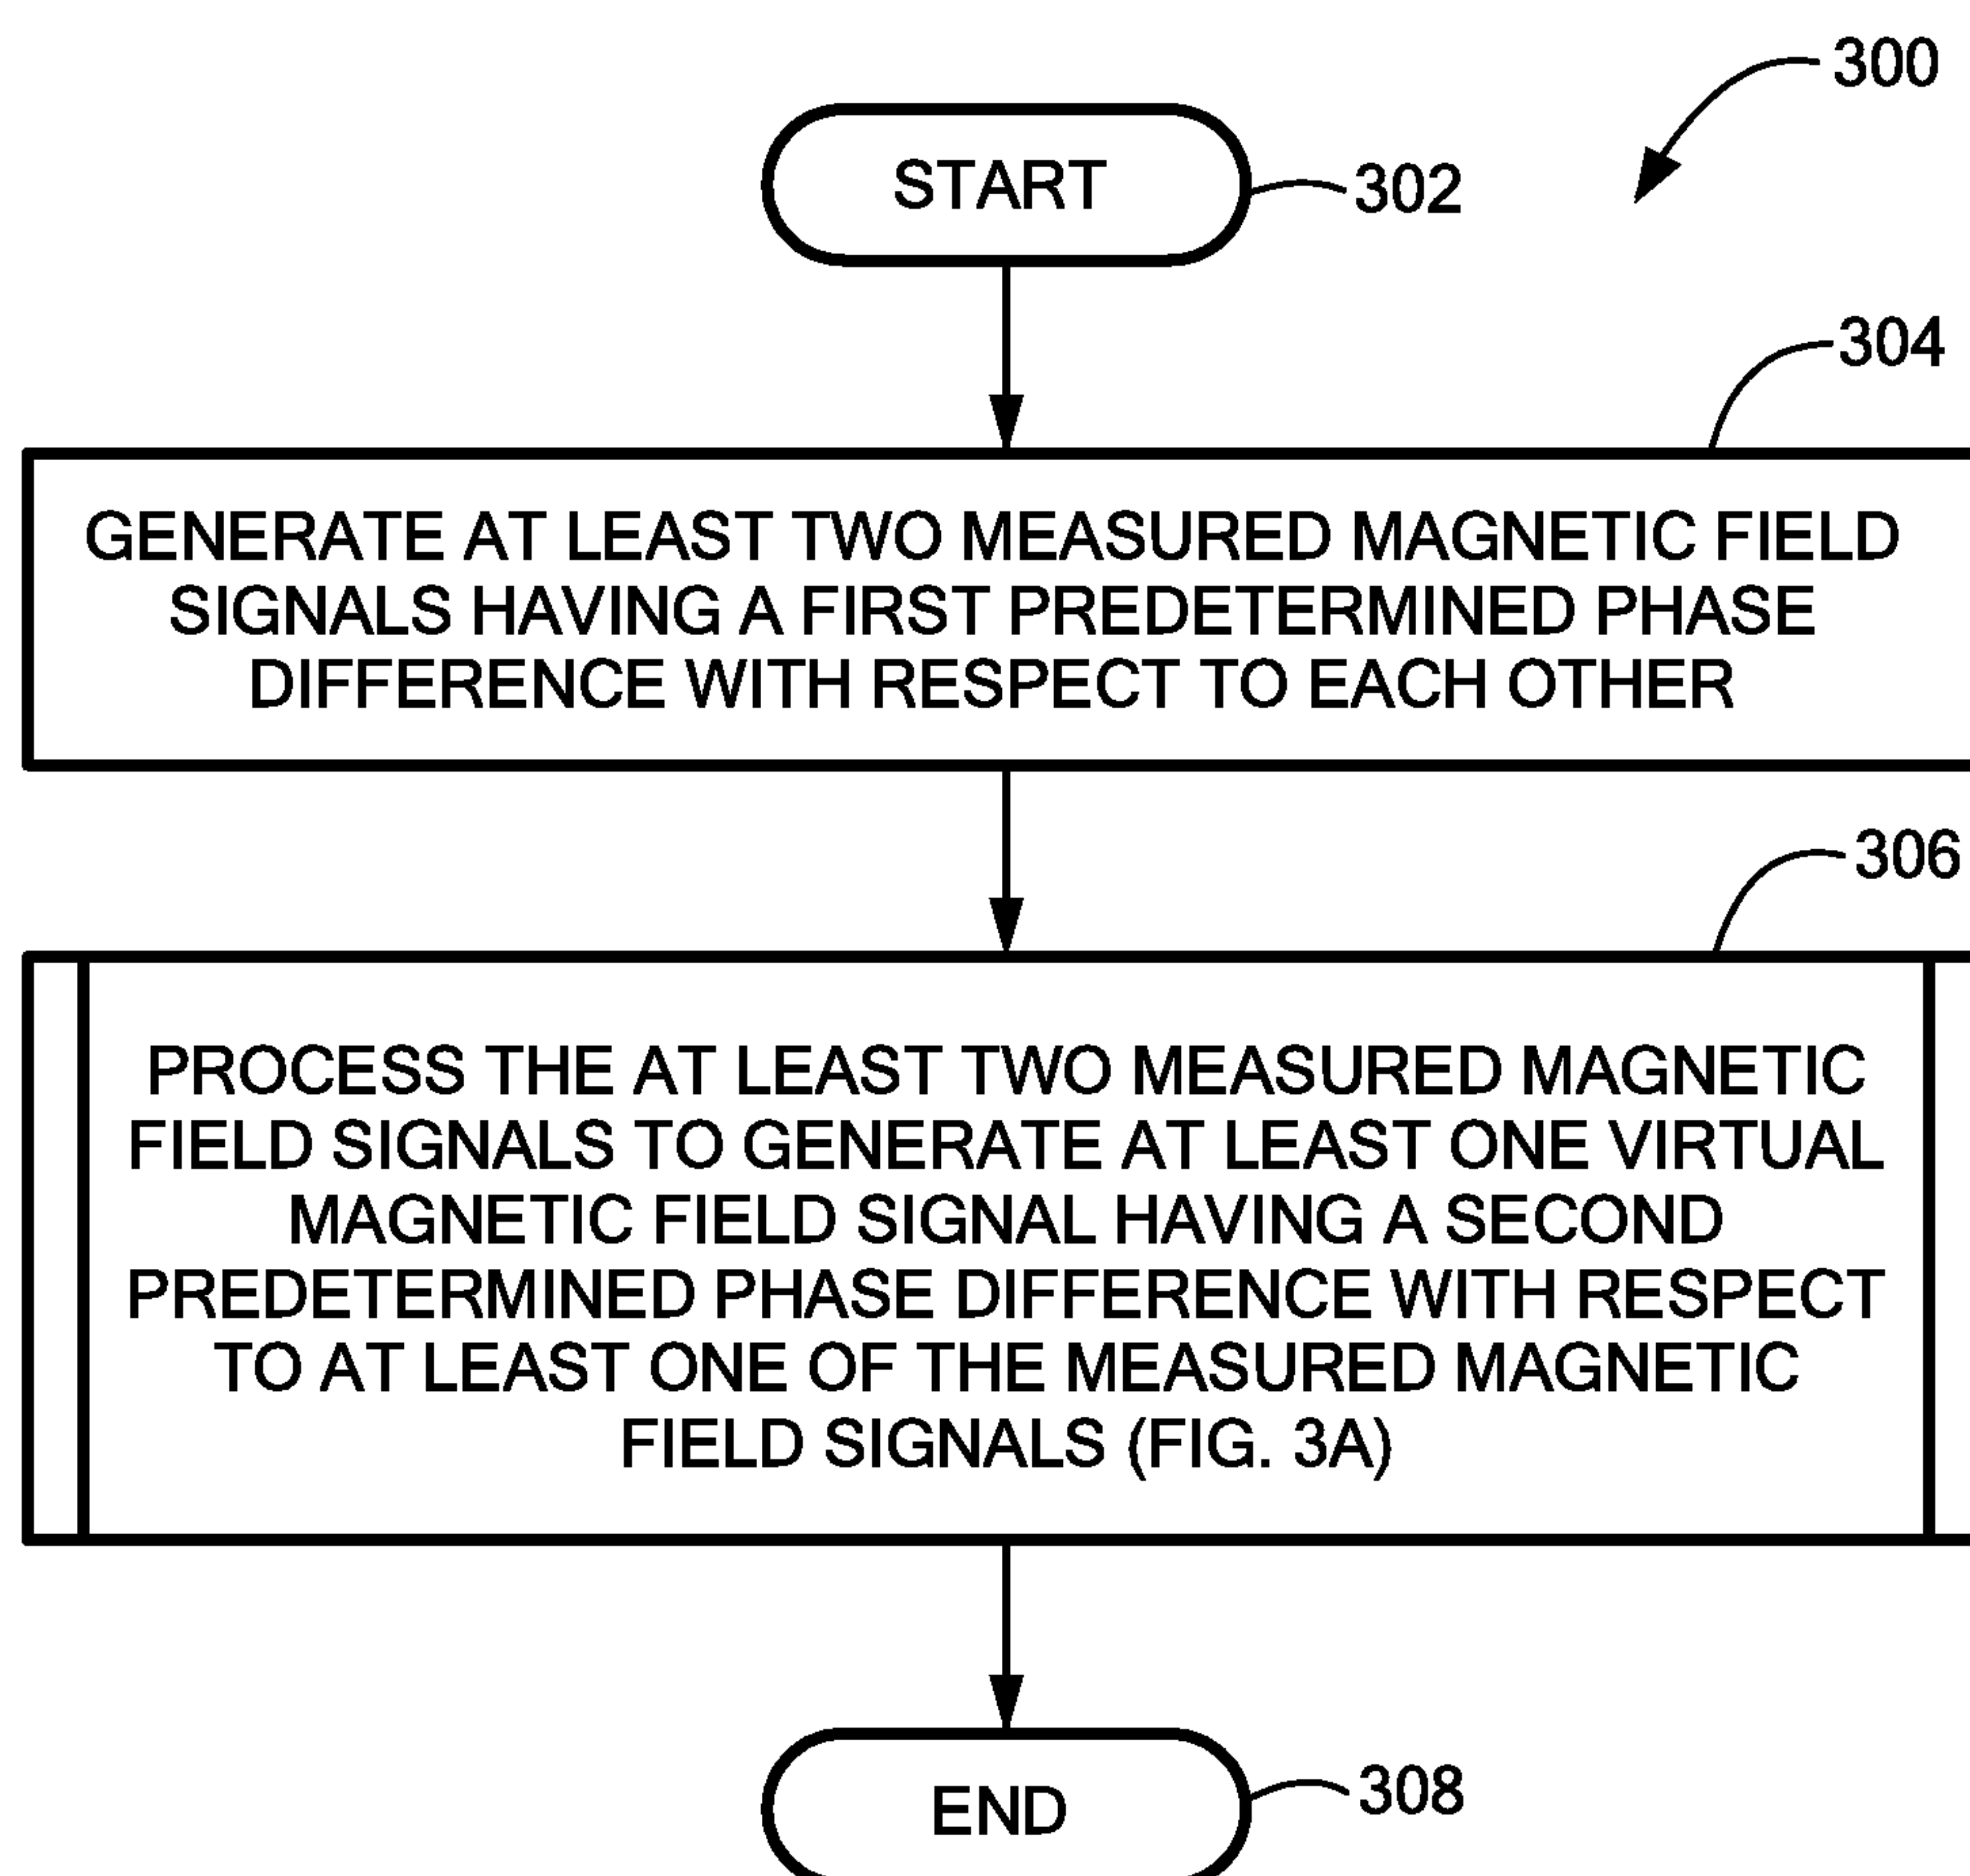 300
START
302
304
GENERATE AT LEAST TWO MEASURED MAGNETIC FIELD
SIGNALS HAVING A FIRST PREDETERMINED PHASE
DIFFERENCE WITH RESPECT TO EACH OTHER
306
PROCESS THE AT LEAST TWO MEASURED MAGNETIC
FIELD SIGNALS TO GENERATE AT LEAST ONE VIRTUAL
MAGNETIC FIELD SIGNAL HAVING A SECOND
PREDETERMINED PHASE DIFFERENCE WITH RESPECT
TO AT LEAST ONE OF THE MEASURED MAGNETIC
FIELD SIGNALS (FIG. 3A)
END
308